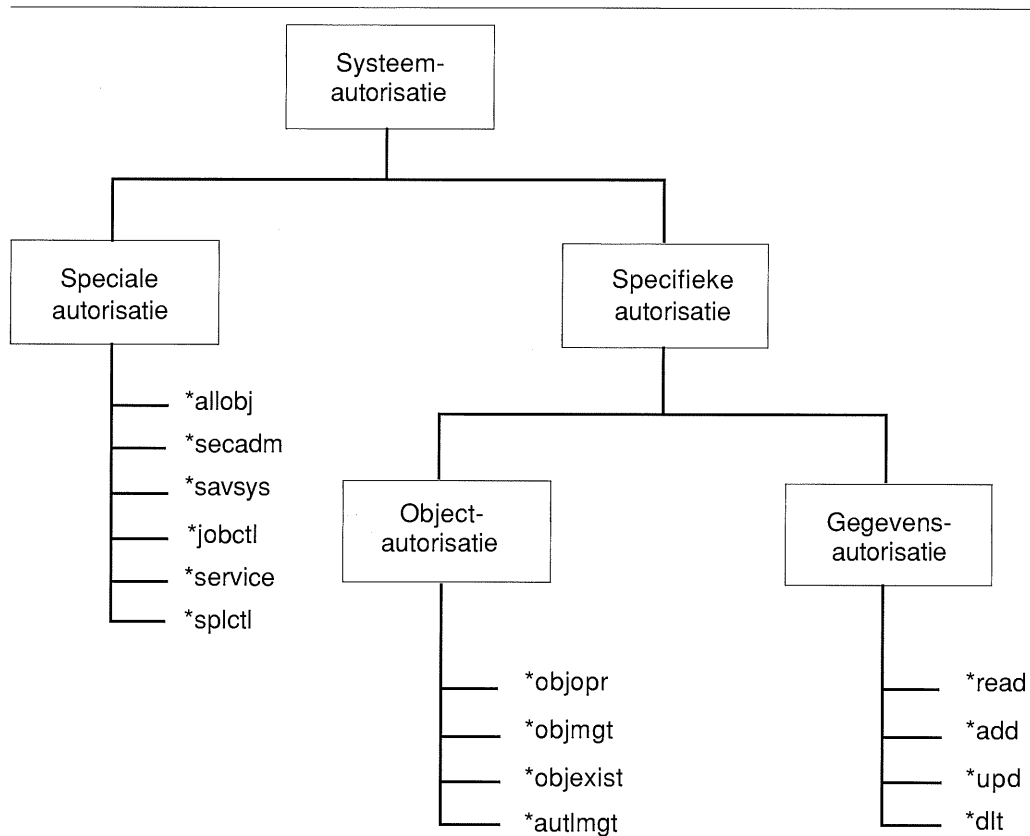 Systeem-
autorisatie
Speciale
autorisatie
Specifieke
autorisatie
*allobj
*secadm
*savsys
*jobctl
*service
*splctl
Object-
autorisatie
Gegevens-
autorisatie
*objopr
*objmgt
*objexist
*autlmgt
*read
*add
*upd
*dlt